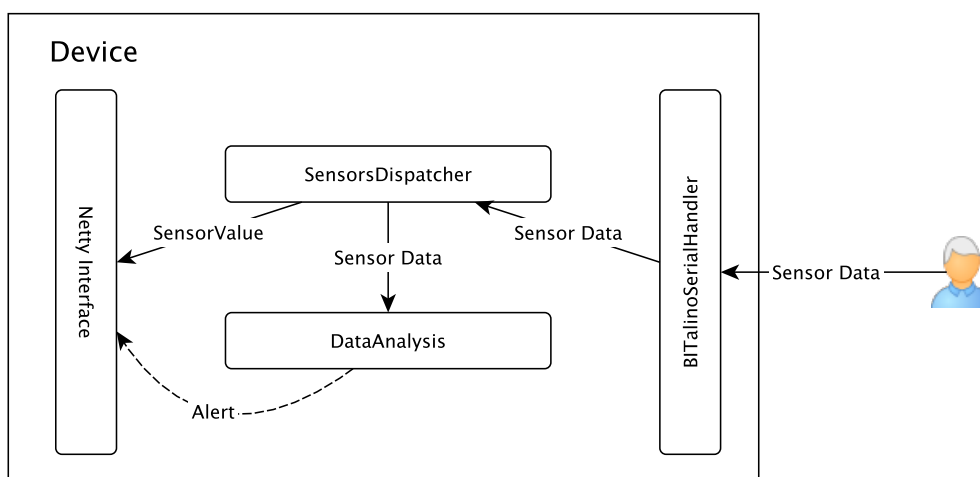 Device
SensorsDispatcher
Netty Interface
BITalinoSerialHandler
SensorValue
Sensor Data
Sensor Data
Sensor Data
DataAnalysis
Alert